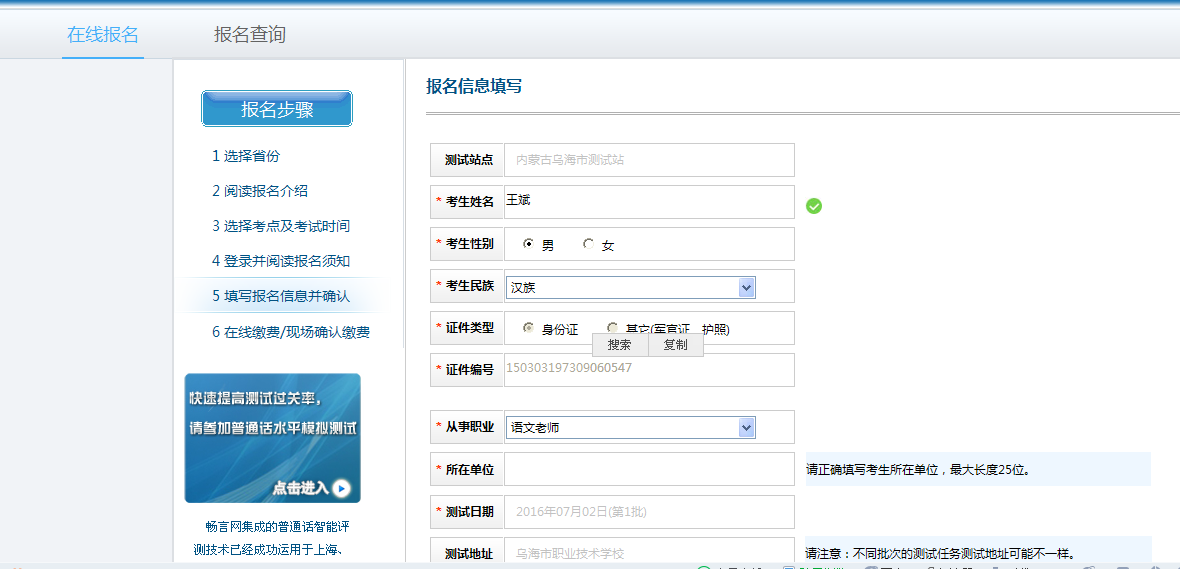 在线报名 报名查询
报名步骤
1 选择省份
2 阅读报名介绍
3 选择考点及考试时间
4 登录并阅读报名须知
5 填写报名信息并确认
6 在线缴费/现场确认缴费
快速提高测试过关率，
请参加普通话水平模拟测试
点击进入
畅言网集成的普通话智能评
测技术已经成功运用于上海、
报名信息填写
测试站点 内蒙古乌海市测试站
* 考生姓名 王斌
* 考生性别 男 女
* 考生民族 汉族
* 证件类型 身份证 其它(军官证、护照)
搜索 复制
* 证件编号 150303197309060547
* 从事职业 语文老师
* 所在单位 请正确填写考生所在单位，最大长度25位。
* 测试日期 2016年07月02日(第1批)
测试地址 乌海市职业技术学校 请注意：不同批次的测试任务测试地址可能不一样。